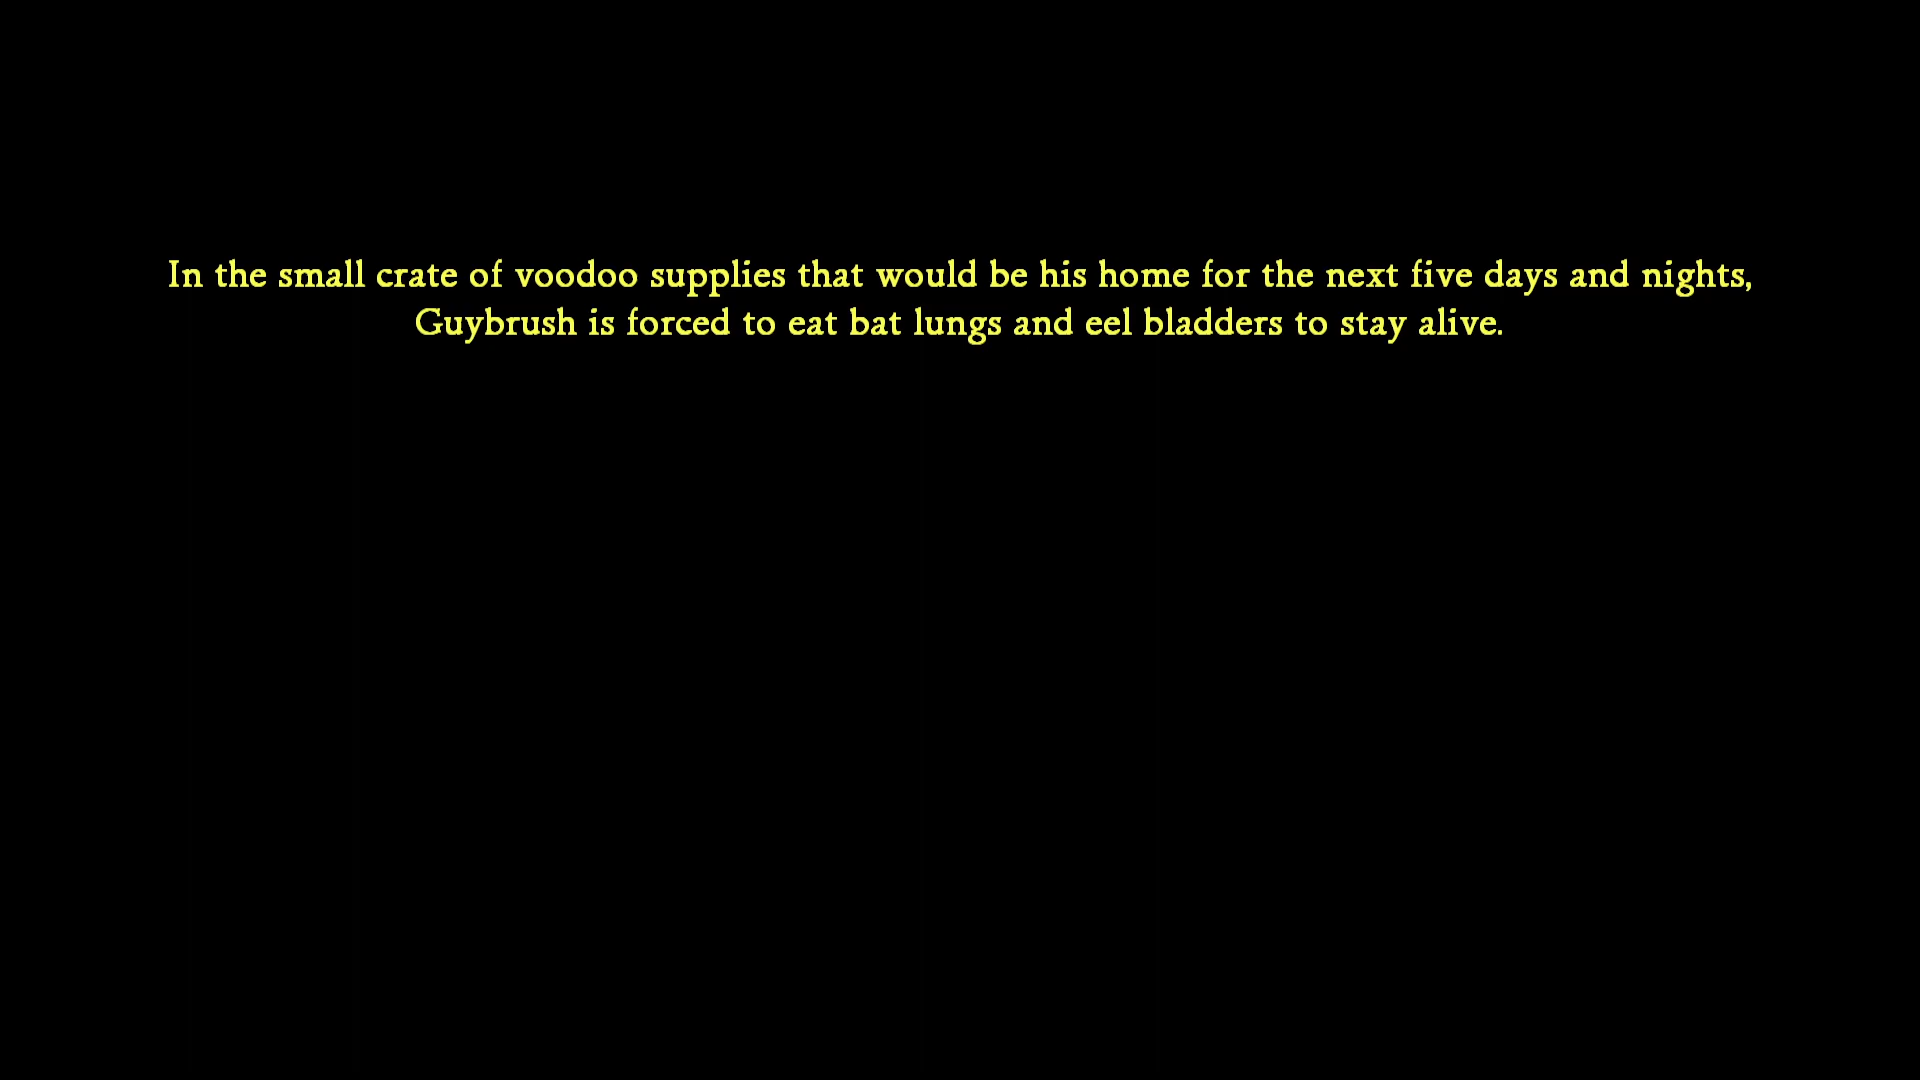 In the small crate of voodoo supplies that would be his home for the next five days and nights,
Guybrush is forced to eat bat lungs and eel bladders to stay alive.